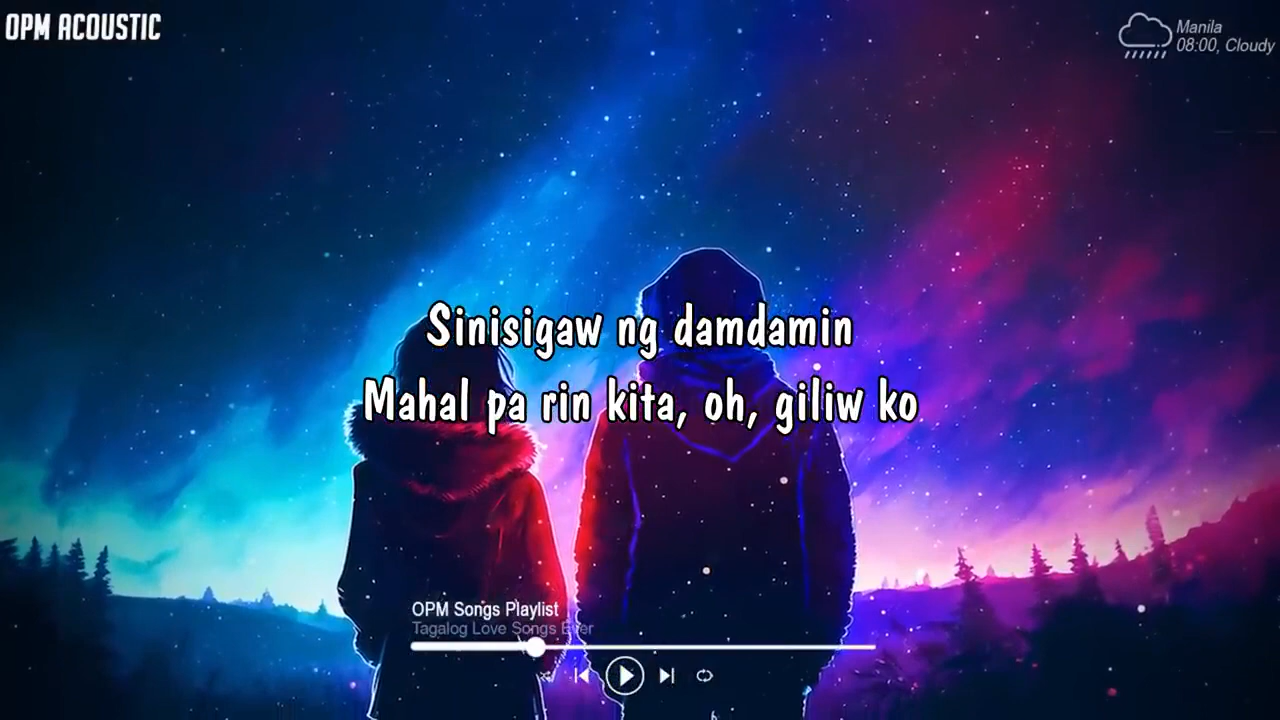 OPM ACOUSTIC
Manila
08:00, Cloudy
Sinisigaw ng damdamin
Mahal pa rin kita, oh, giliw ko
OPM Songs Playlist
Tagalog Love Songs Ever